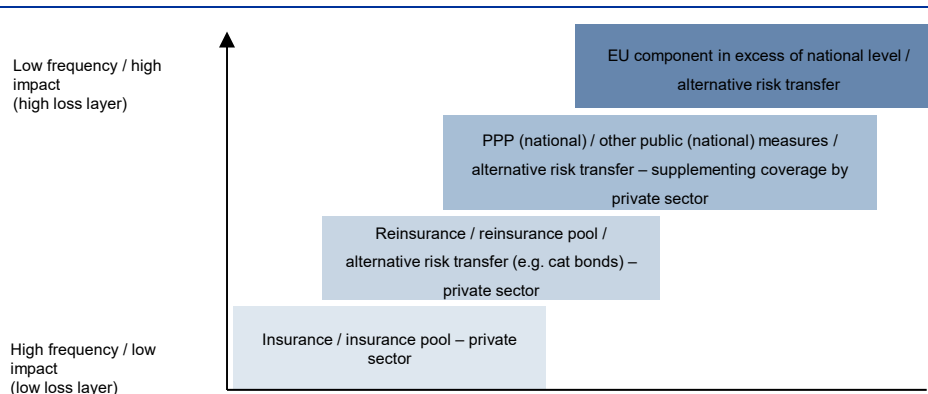 Low frequency / high
impact
(high loss layer)
EU component in excess of national level /
alternative risk transfer
PPP (national) / other public (national) measures /
alternative risk transfer – supplementing coverage by
private sector
Reinsurance / reinsurance pool /
alternative risk transfer (e.g. cat bonds) –
private sector
Insurance / insurance pool – private
sector
High frequency / low
impact
(low loss layer)